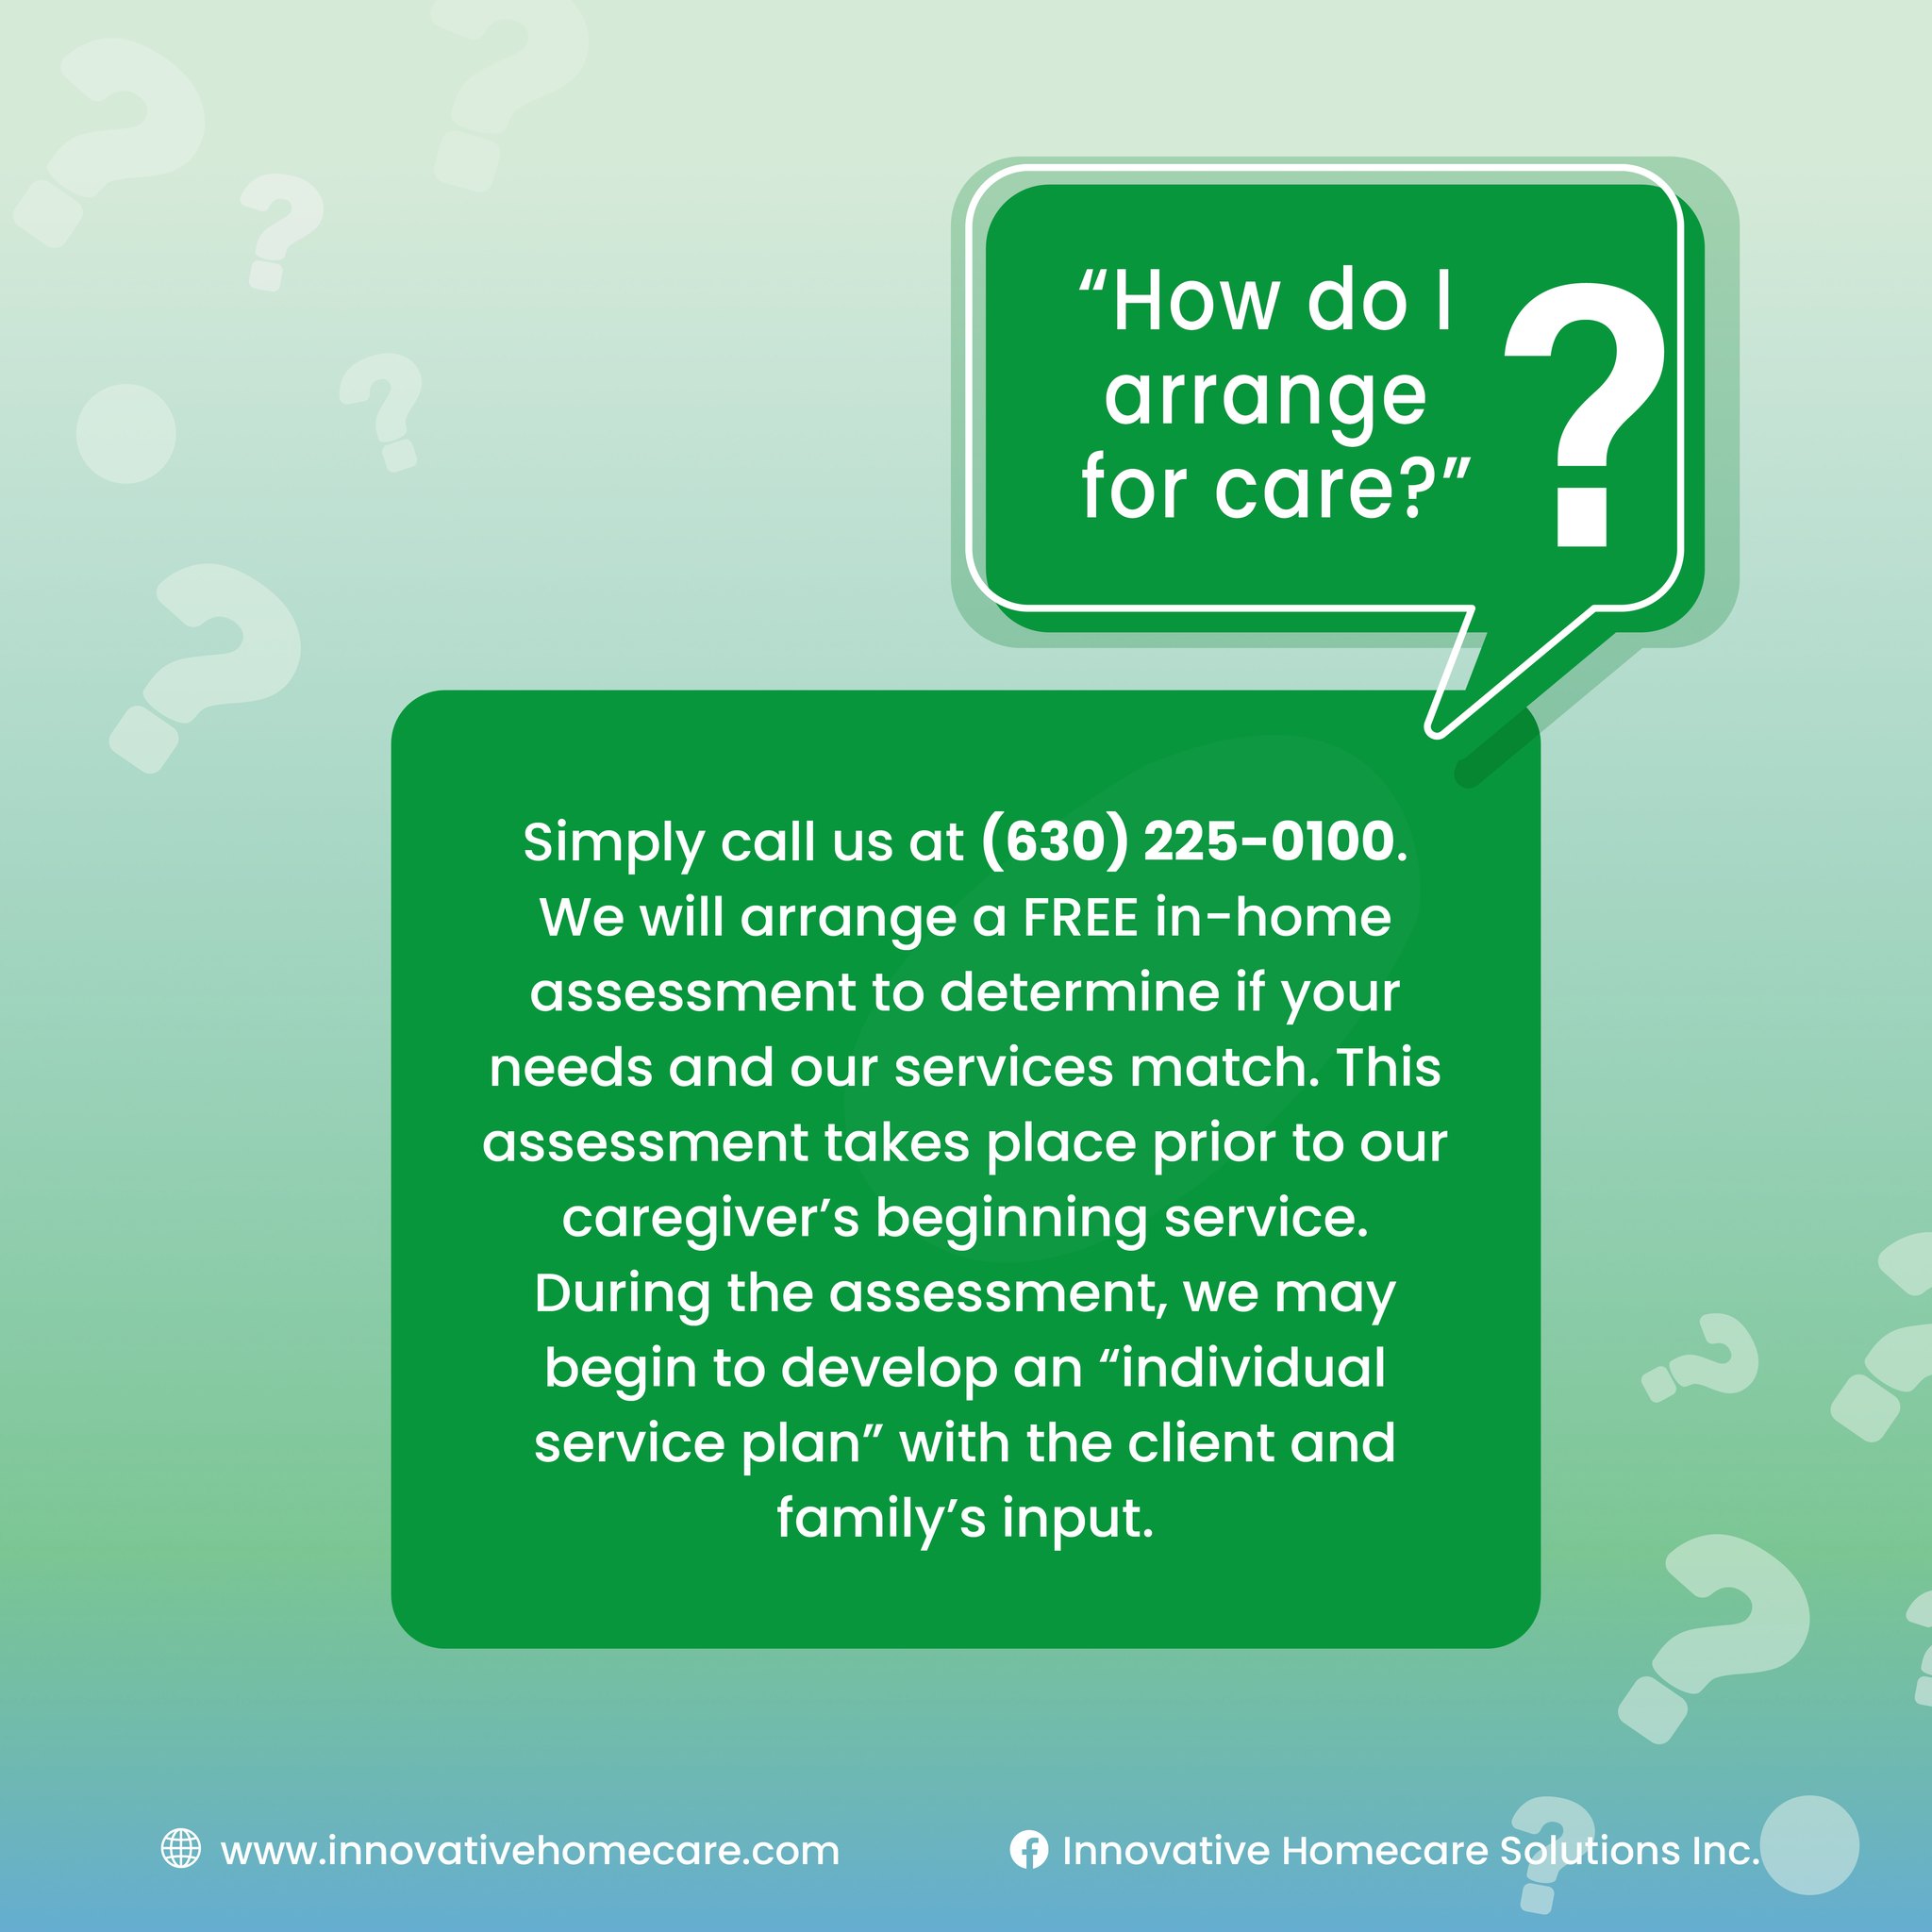 “How do I
arrange
for care?”
?
Simply call us at (630) 225-0100.
We will arrange a FREE in-home
assessment to determine if your
needs and our services match. This
assessment takes place prior to our
caregiver’s beginning service.
During the assessment, we may
begin to develop an “individual
service plan” with the client and
family’s input.
www.innovativehomecare.com
Innovative Homecare Solutions Inc.